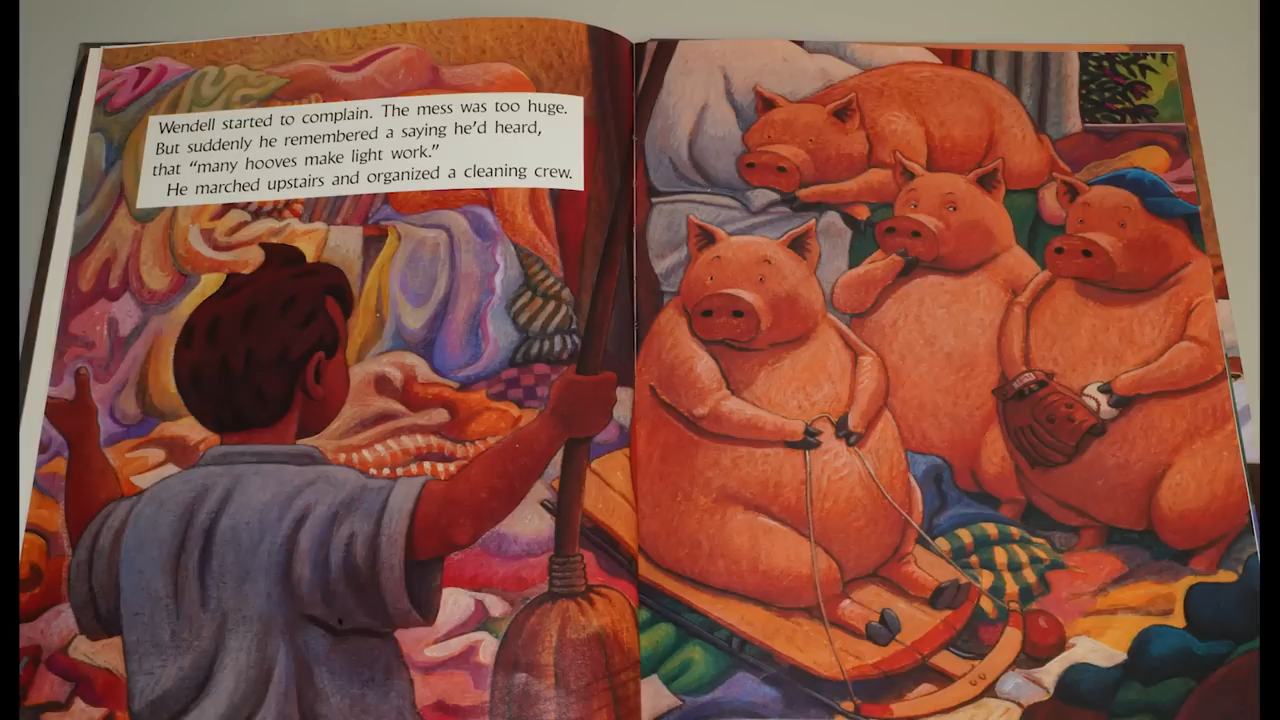 Wendell started to complain. The mess was too huge.
But suddenly he remembered a saying he'd heard,
that “many hooves make light work.”
He marched upstairs and organized a cleaning crew.